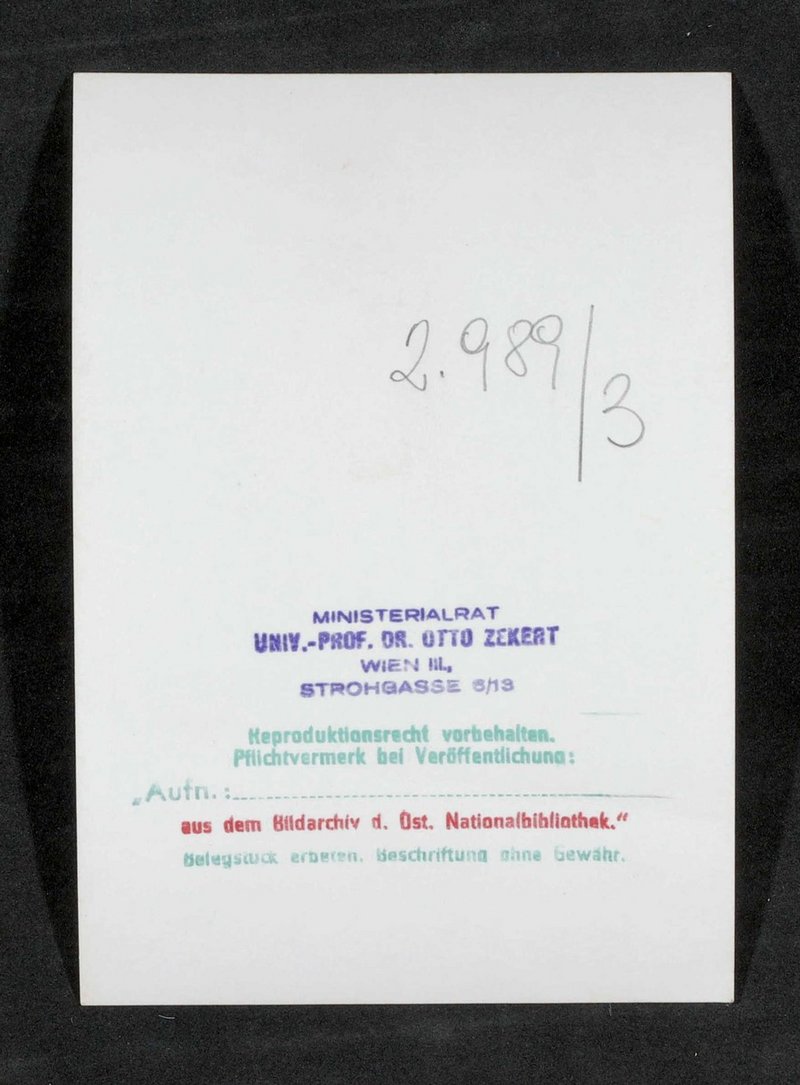 2.989/3
MINISTERIALRAT
UNIV.-PROF. DR. OTTO ZEKERT
WIEN III.,
STROHGASSE 6/13
Reproduktionsrecht vorbehalten.
Pflichtvermerk bei Veröffentlichung:
„Aufn.:
aus dem Bildarchiv d. Öst. Nationalbibliothek.“
Belegstück erbeten. Beschriftung ohne Gewähr.